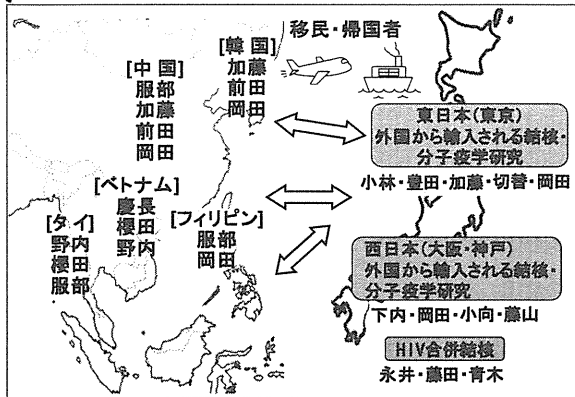 移民・帰国者
[韓国]
加藤
前田
岡田
[中国]
服部
加藤
前田
岡田
[ベトナム]
慶長
櫻田
野内
[タイ]
野内
櫻田
服部
[フィリピン]
服部
岡田
東日本(東京)
外国から輸入される結核・
分子疫学研究
小林・豊田・加藤・切替・岡田
西日本(大阪・神戸)
外国から輸入される結核・
分子疫学研究
下内・岡田・小向・藤山
HIV合併結核
永井・藤田・青木